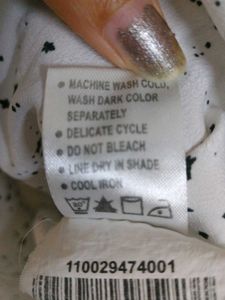 ● MACHINE WASH COLD,
WASH DARK COLOR
SEPARATELY
● DELICATE CYCLE
● DO NOT BLEACH
● LINE DRY IN SHADE
● COOL IRON
110029474001